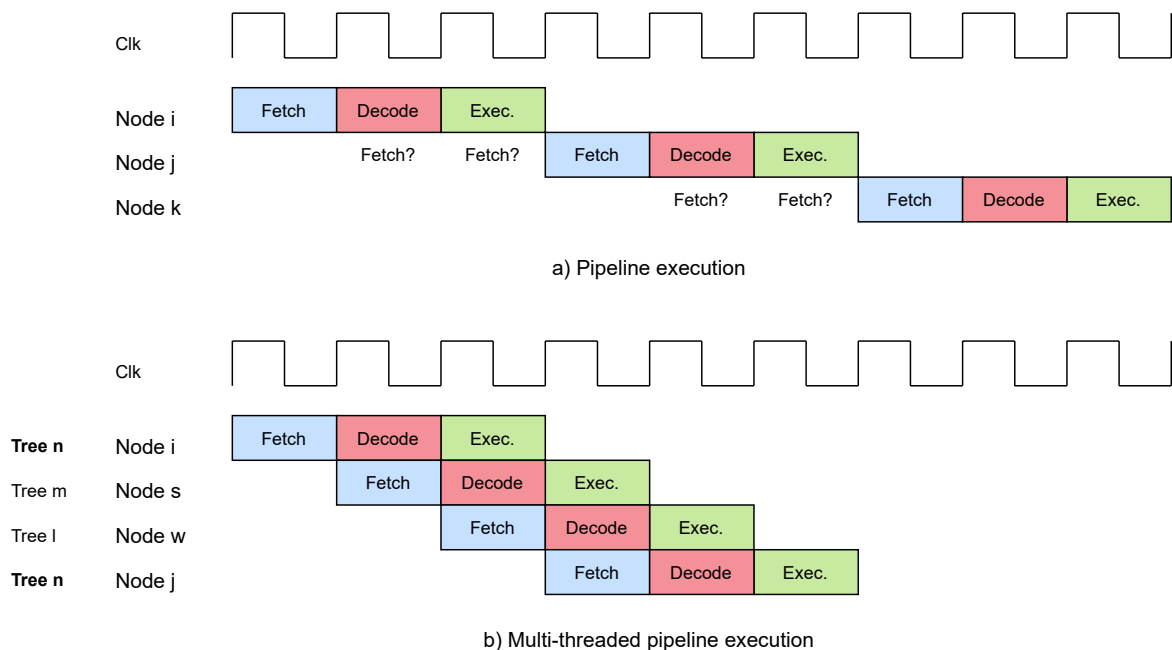 Clk
Node i Fetch Decode Exec.
Node j Fetch? Fetch? Fetch Decode Exec.
Node k Fetch? Fetch? Fetch Decode Exec.
a) Pipeline execution
Clk
Tree n Node i Fetch Decode Exec.
Tree m Node s Fetch Decode Exec.
Tree l Node w Fetch Decode Exec.
Tree n Node j Fetch Decode Exec.
b) Multi-threaded pipeline execution